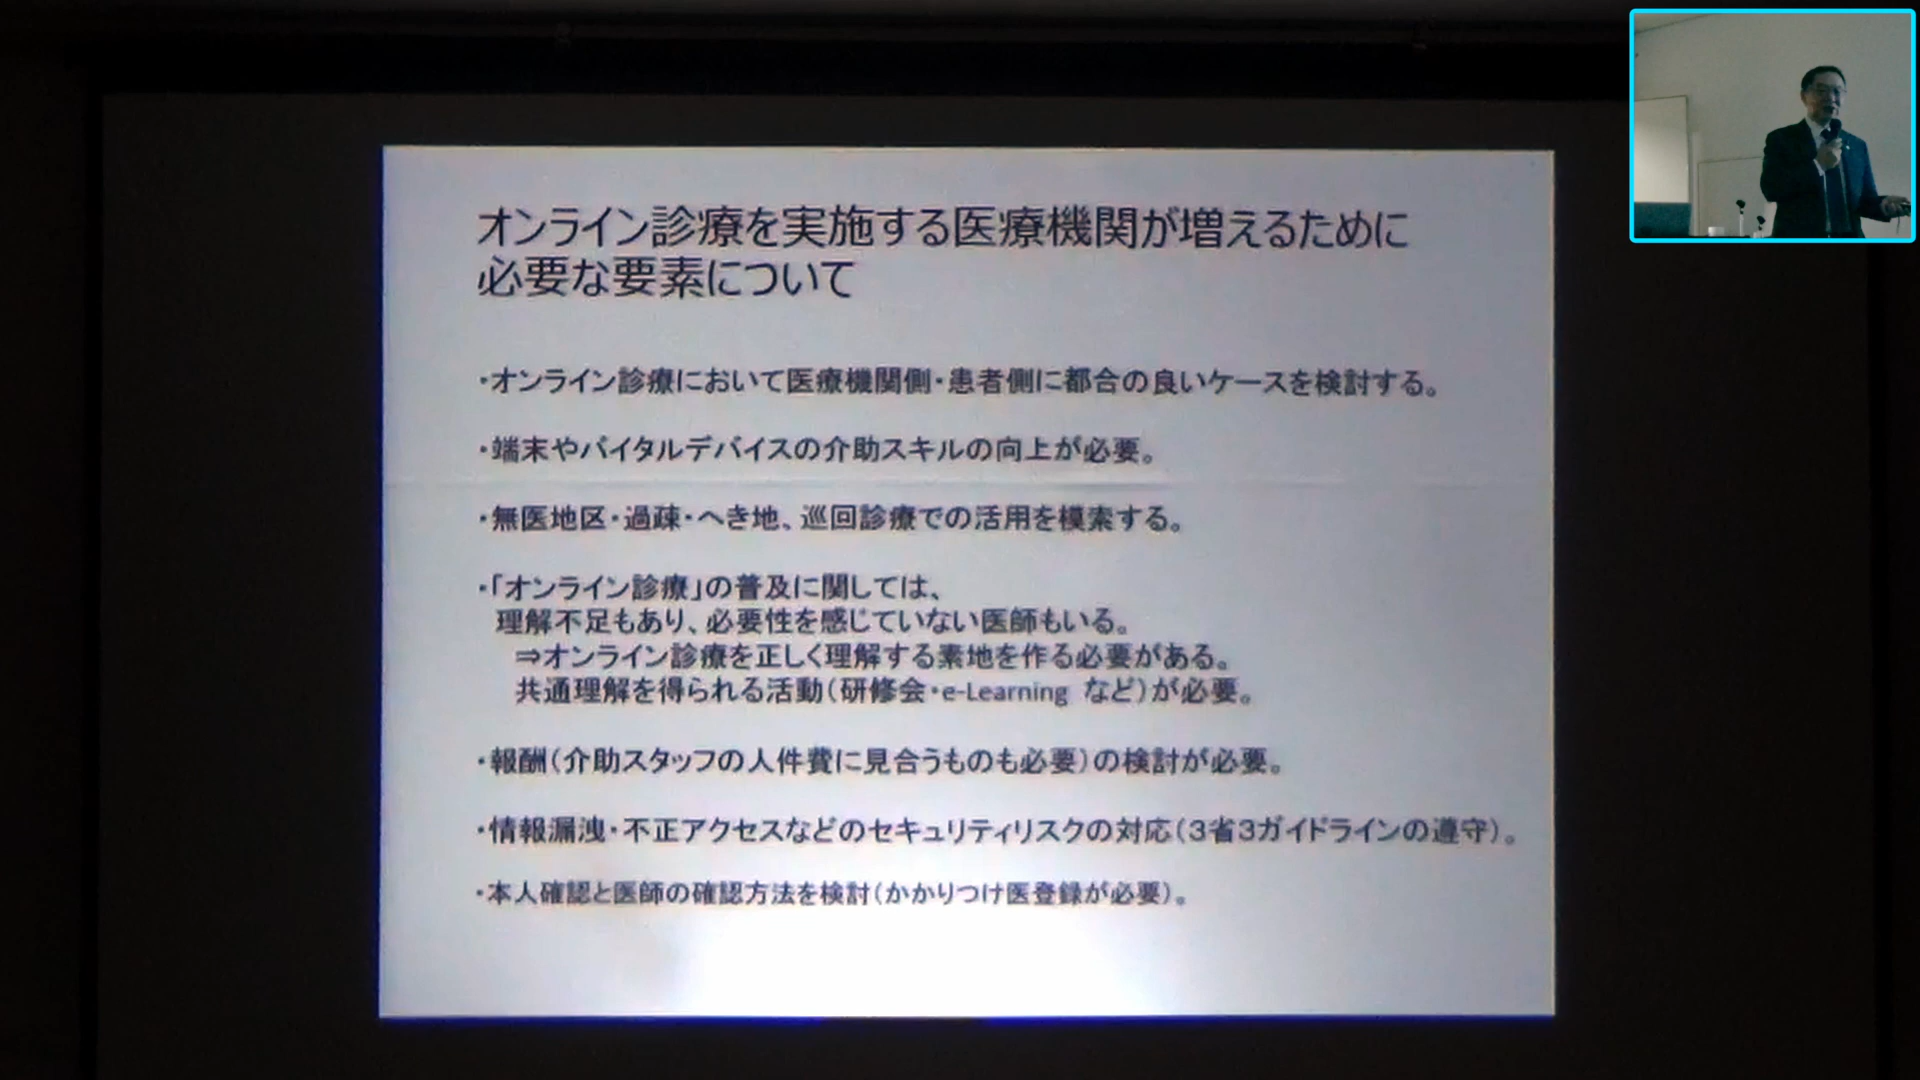 オンライン診療を実施する医療機関が増えるために
必要な要素について
・オンライン診療において医療機関側・患者側に都合の良いケースを検討する。
・端末やバイタルデバイスの介助スキルの向上が必要。
・無医地区・過疎・へき地、巡回診療での活用を模索する。
・「オンライン診療」の普及に関しては、
理解不足もあり、必要性を感じていない医師もいる。
⇒オンライン診療を正しく理解する素地を作る必要がある。
共通理解を得られる活動(研修会・e-Learning など)が必要。
・報酬(介助スタッフの人件費に見合うものも必要)の検討が必要。
・情報漏洩・不正アクセスなどのセキュリティリスクの対応(3省3ガイドラインの遵守)。
・本人確認と医師の確認方法を検討(かかりつけ医登録が必要)。